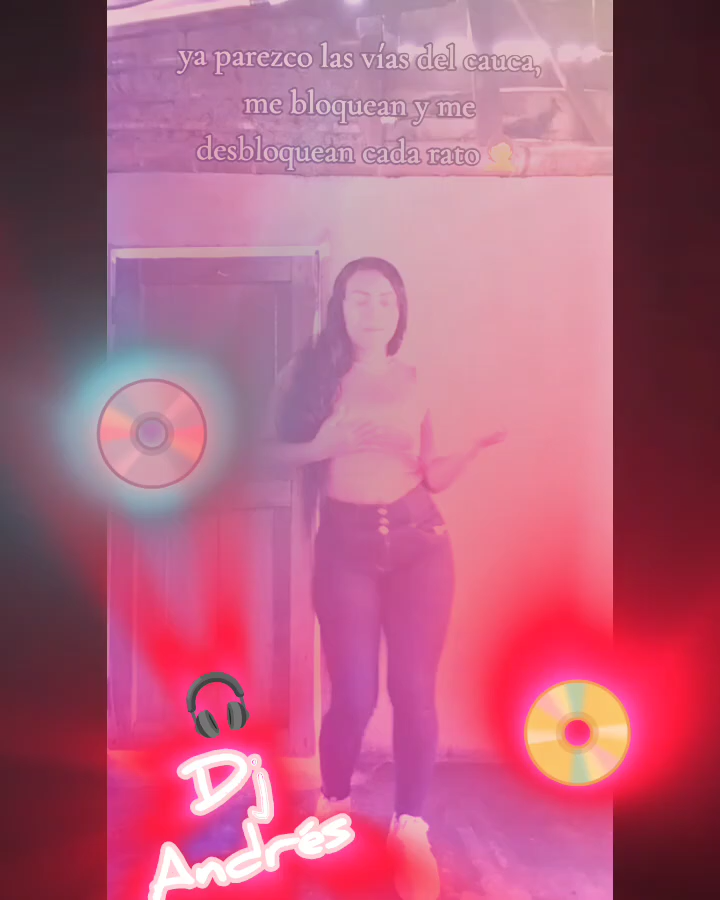 ya parezco las vías del cauca,
me bloquean y me
desbloquean cada rato
Dj
Andrés